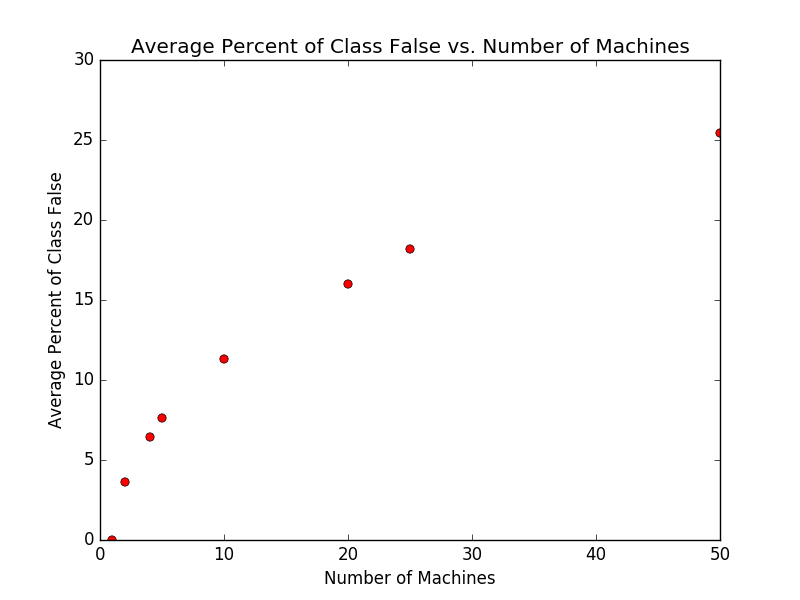 Average Percent of Class False vs. Number of Machines
30
25
20
15
10
5
0
Average Percent of Class False
0 10 20 30 40 50
Number of Machines